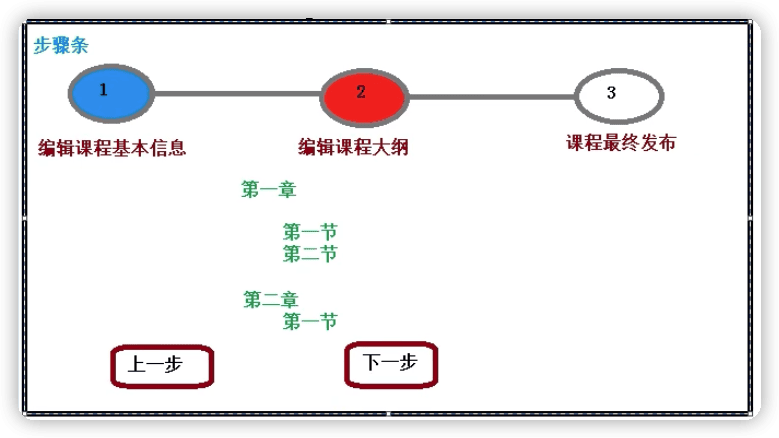 步骤条
1
2
3
编辑课程基本信息
编辑课程大纲
课程最终发布
第一章
第一节
第二节
第二章
第一节
上一步
下一步